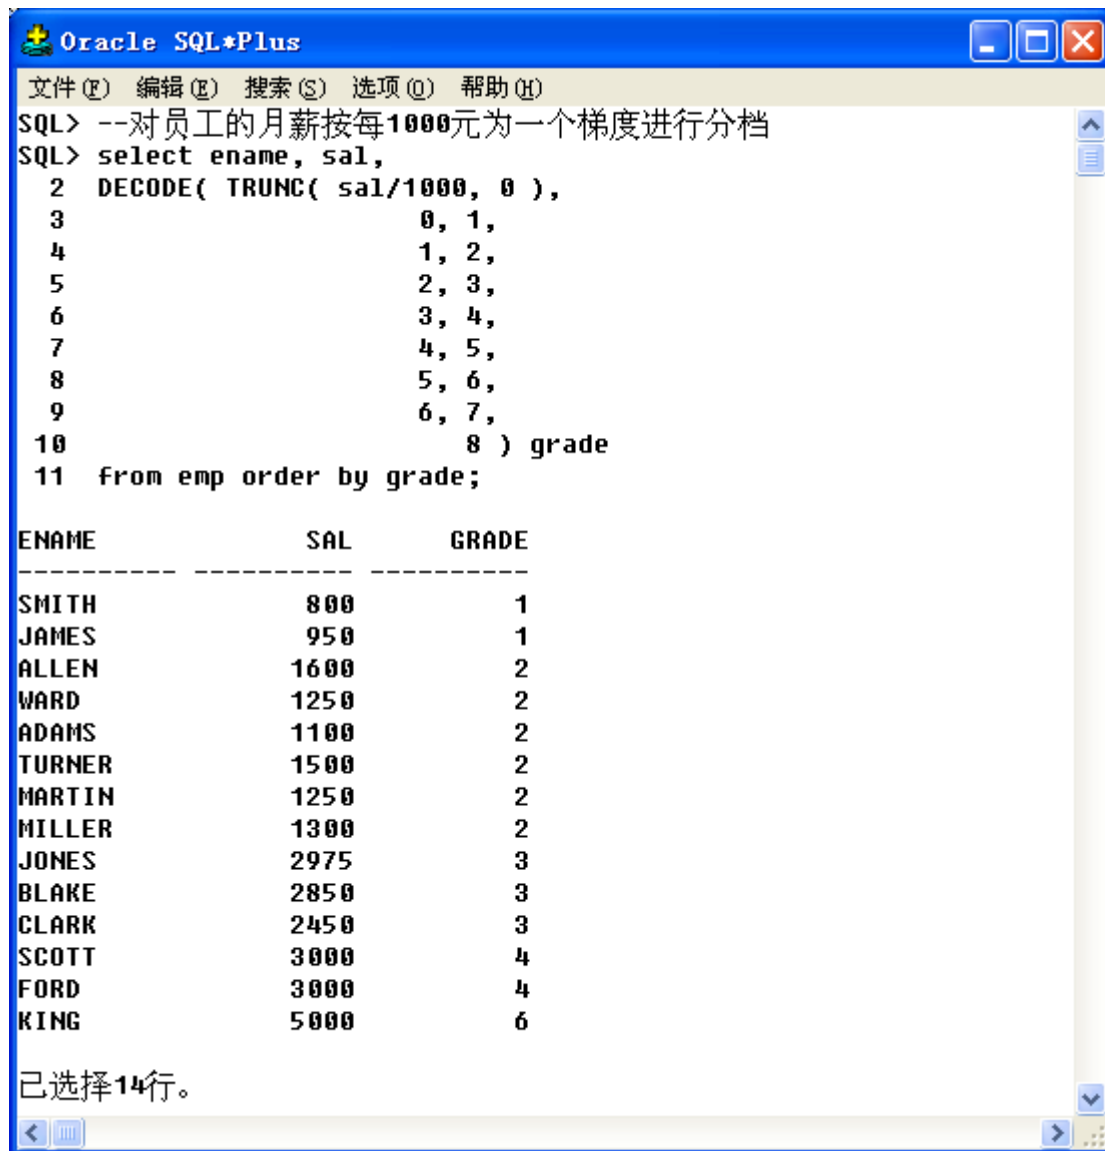 Oracle SQL*Plus
文件(F) 编辑(E) 搜索(S) 选项(O) 帮助(H)
SQL> --对员工的月薪按每1000元为一个梯度进行分档
SQL> select ename, sal,
  2  DECODE( TRUNC( sal/1000, 0 ),
  3                      0, 1,
  4                      1, 2,
  5                      2, 3,
  6                      3, 4,
  7                      4, 5,
  8                      5, 6,
  9                      6, 7,
 10                         8 ) grade
 11  from emp order by grade;
ENAME             SAL      GRADE
---------- ---------- ----------
SMITH             800          1
JAMES             950          1
ALLEN            1600          2
WARD             1250          2
ADAMS            1100          2
TURNER           1500          2
MARTIN           1250          2
MILLER           1300          2
JONES            2975          3
BLAKE            2850          3
CLARK            2450          3
SCOTT            3000          4
FORD             3000          4
KING             5000          6
已选择14行。